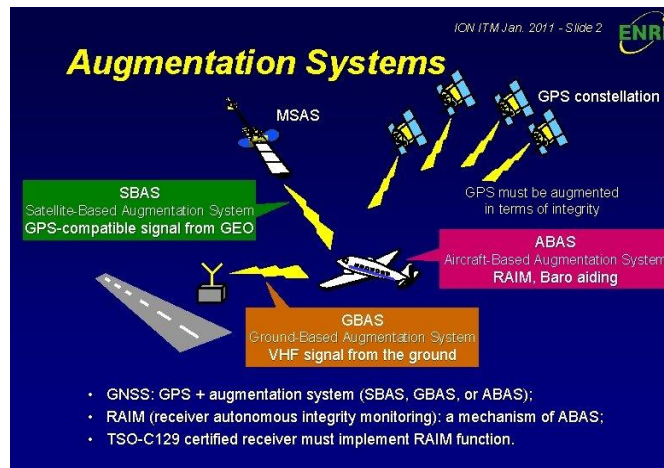 ION ITM Jan. 2011 - Slide 2
ENRI
Augmentation Systems
MSAS
GPS constellation
SBAS
Satellite-Based Augmentation System
GPS-compatible signal from GEO
GPS must be augmented
in terms of integrity
ABAS
Aircraft-Based Augmentation System
RAIM, Baro aiding
GBAS
Ground-Based Augmentation System
VHF signal from the ground
• GNSS: GPS + augmentation system (SBAS, GBAS, or ABAS);
• RAIM (receiver autonomous integrity monitoring): a mechanism of ABAS;
• TSO-C129 certified receiver must implement RAIM function.